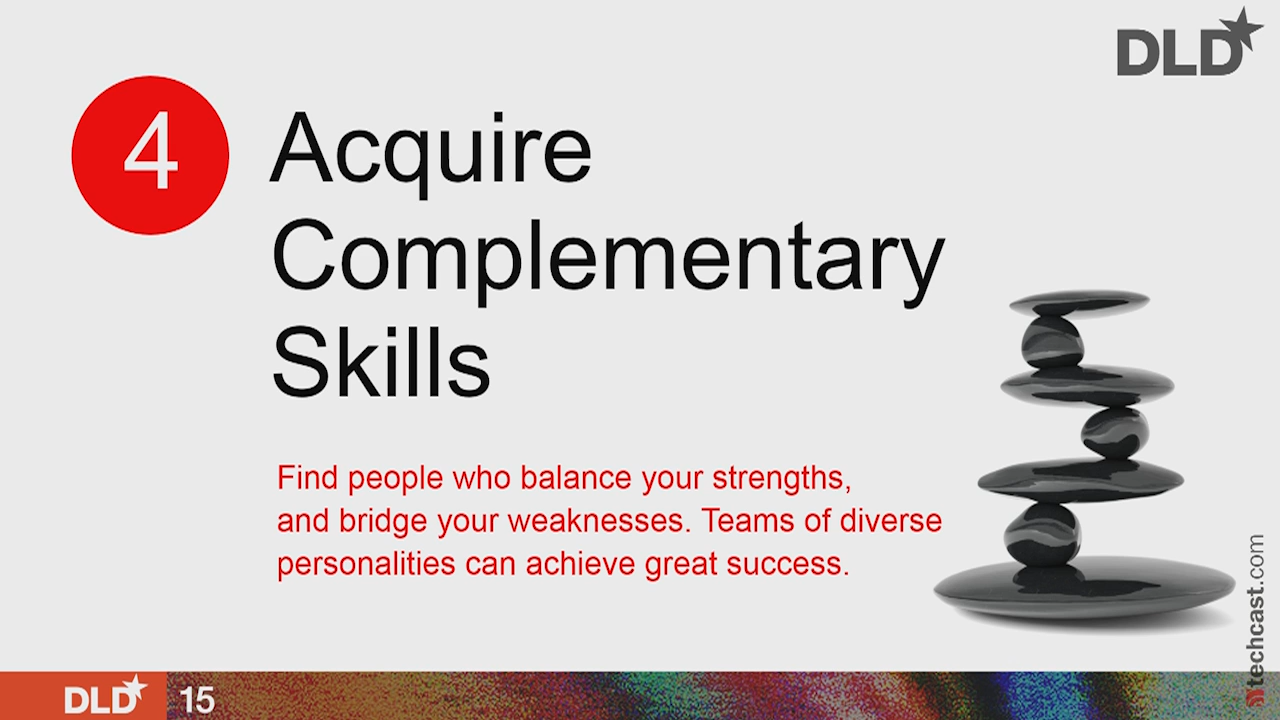 DLD
4
Acquire
Complementary
Skills
Find people who balance your strengths,
and bridge your weaknesses. Teams of diverse
personalities can achieve great success.
techcast.com
DLD 15